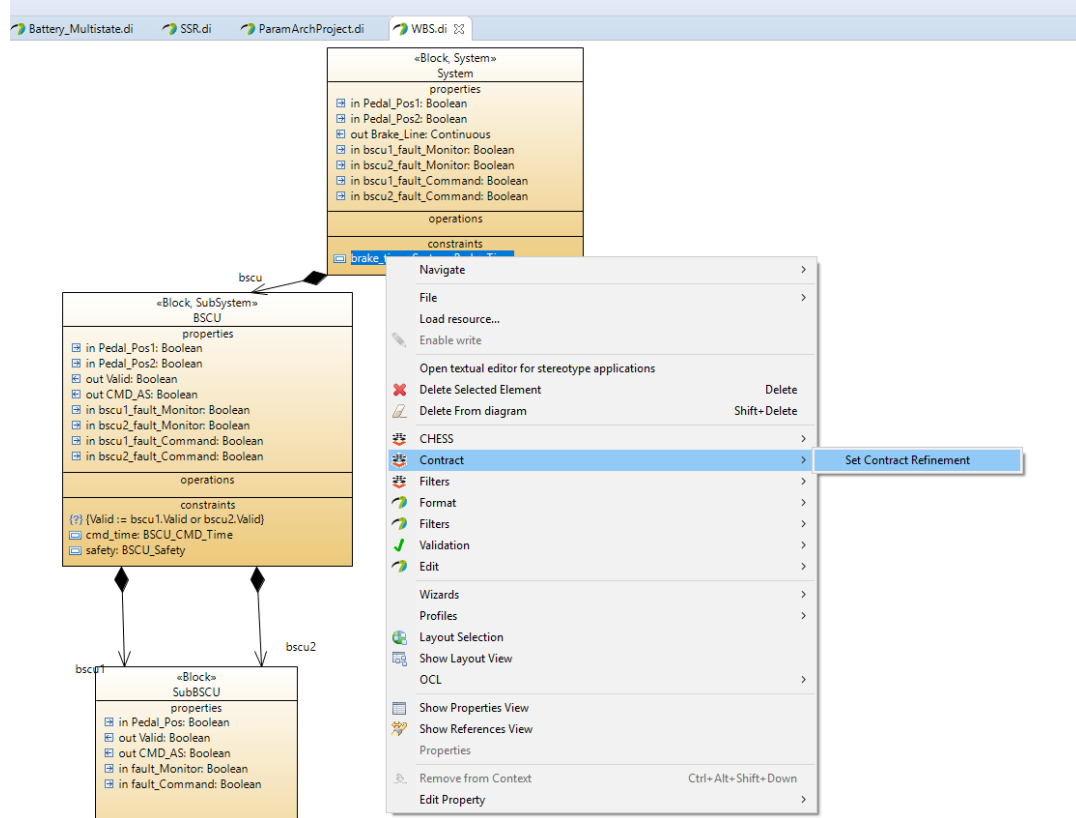 Battery_Multistate.di SSR.di ParamArchProject.di WBS.di
«Block, System»
System
properties
in Pedal_Pos1: Boolean
in Pedal_Pos2: Boolean
out Brake_Line: Continuous
in bscu1_fault_Monitor: Boolean
in bscu2_fault_Monitor: Boolean
in bscu1_fault_Command: Boolean
in bscu2_fault_Command: Boolean
operations
constraints
bscu
«Block, SubSystem»
BSCU
properties
in Pedal_Pos1: Boolean
in Pedal_Pos2: Boolean
out Valid: Boolean
out CMD_AS: Boolean
in bscu1_fault_Monitor: Boolean
in bscu2_fault_Monitor: Boolean
in bscu1_fault_Command: Boolean
in bscu2_fault_Command: Boolean
operations
constraints
{?} {Valid := bscu1.Valid or bscu2.Valid}
cmd_time: BSCU_CMD_Time
safety: BSCU_Safety
bscu1
bscu2
«Block»
SubBSCU
properties
in Pedal_Pos: Boolean
out Valid: Boolean
out CMD_AS: Boolean
in fault_Monitor: Boolean
in fault_Command: Boolean
Navigate
File
Load resource...
Enable write
Open textual editor for stereotype applications
Delete Selected Element Delete
Delete From diagram Shift+Delete
CHESS
Contract
Set Contract Refinement
Filters
Format
Filters
Validation
Edit
Wizards
Profiles
Layout Selection
Show Layout View
OCL
Show Properties View
Show References View
Properties
Remove from Context Ctrl+Alt+Shift+Down
Edit Property